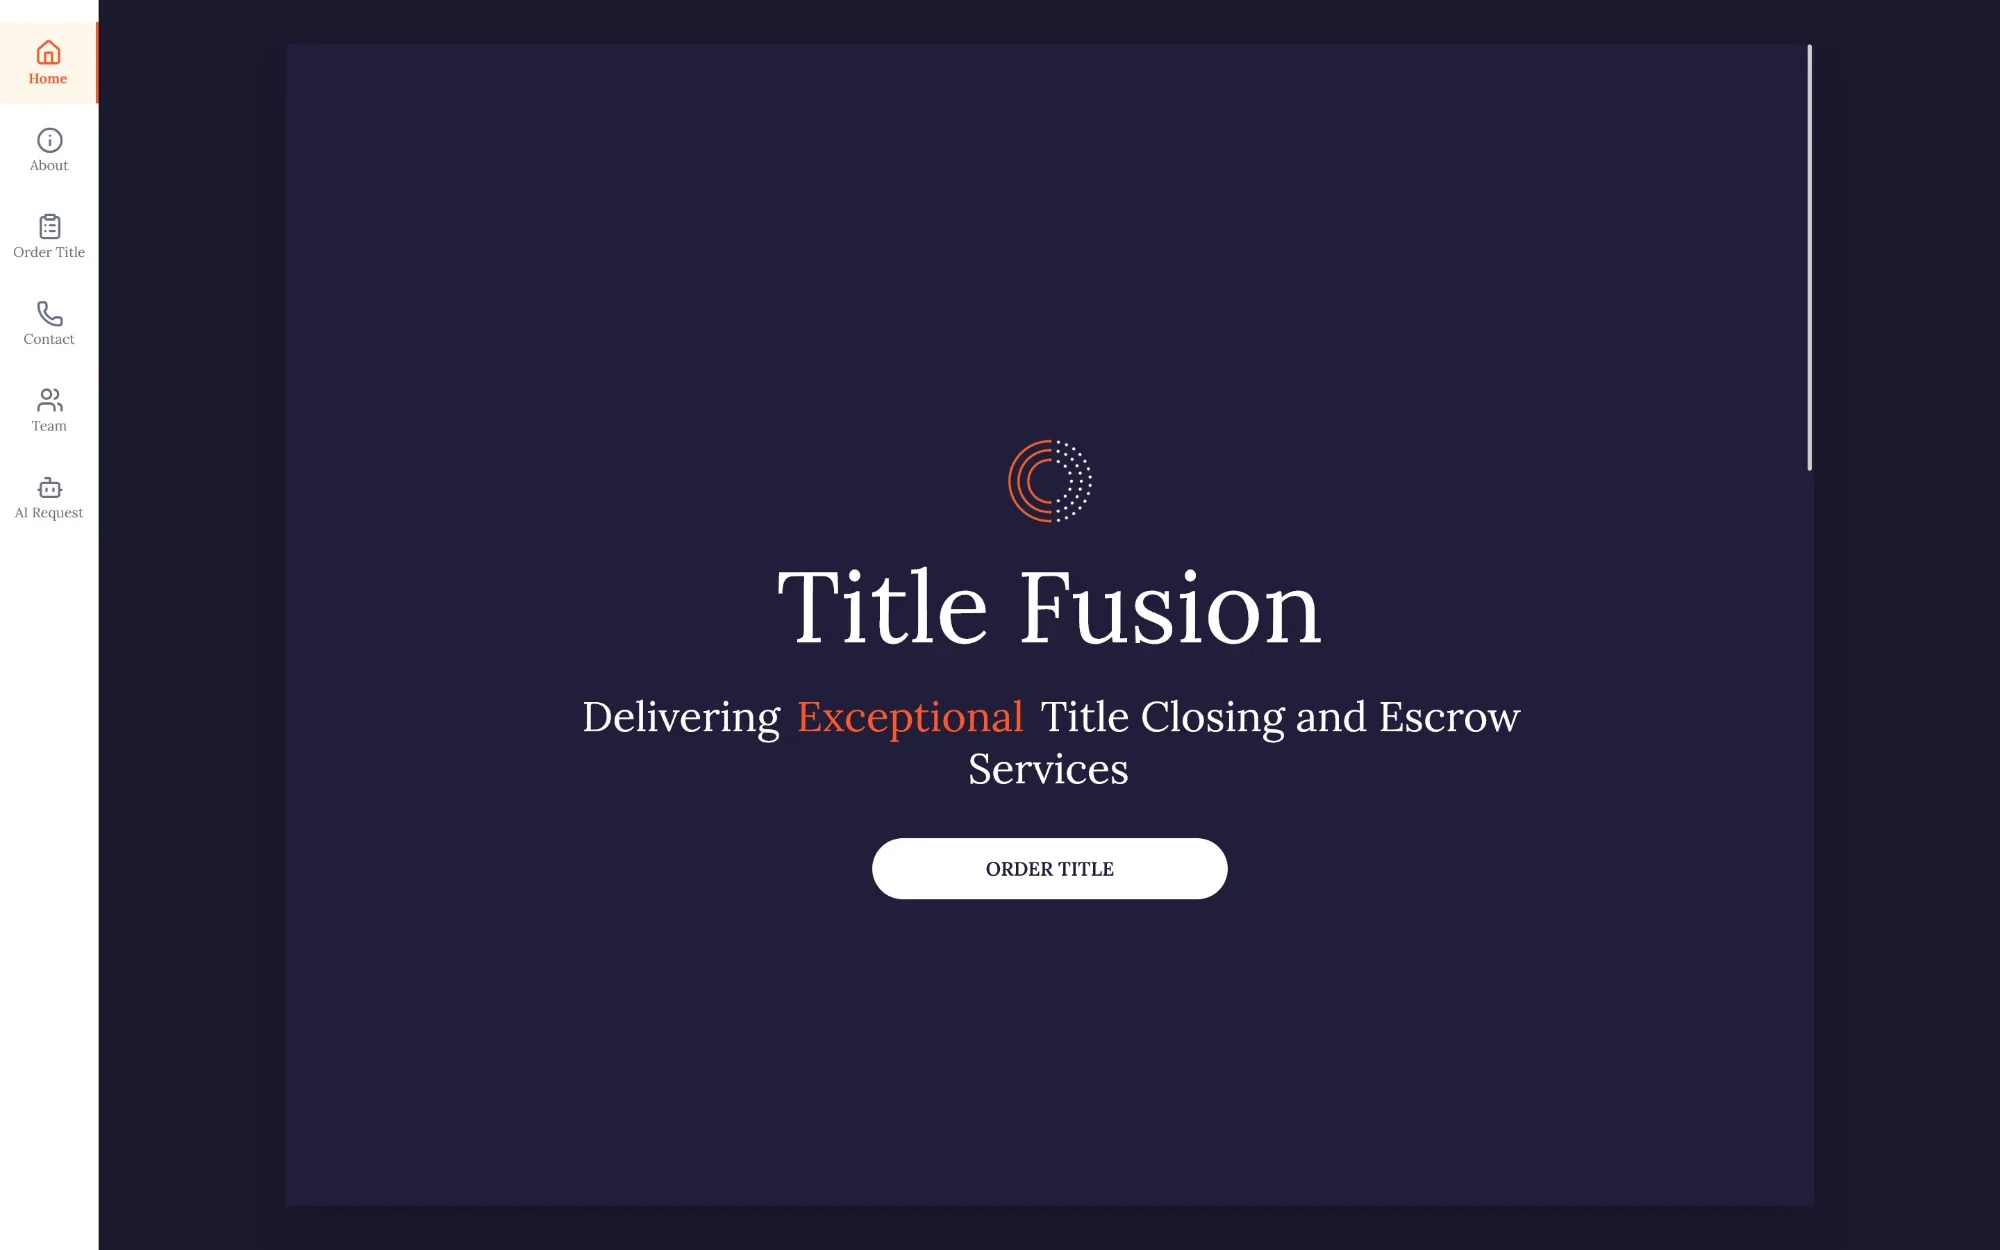 Home
About
Order Title
Contact
Team
AI Request
Title Fusion
Delivering Exceptional Title Closing and Escrow
Services
ORDER TITLE